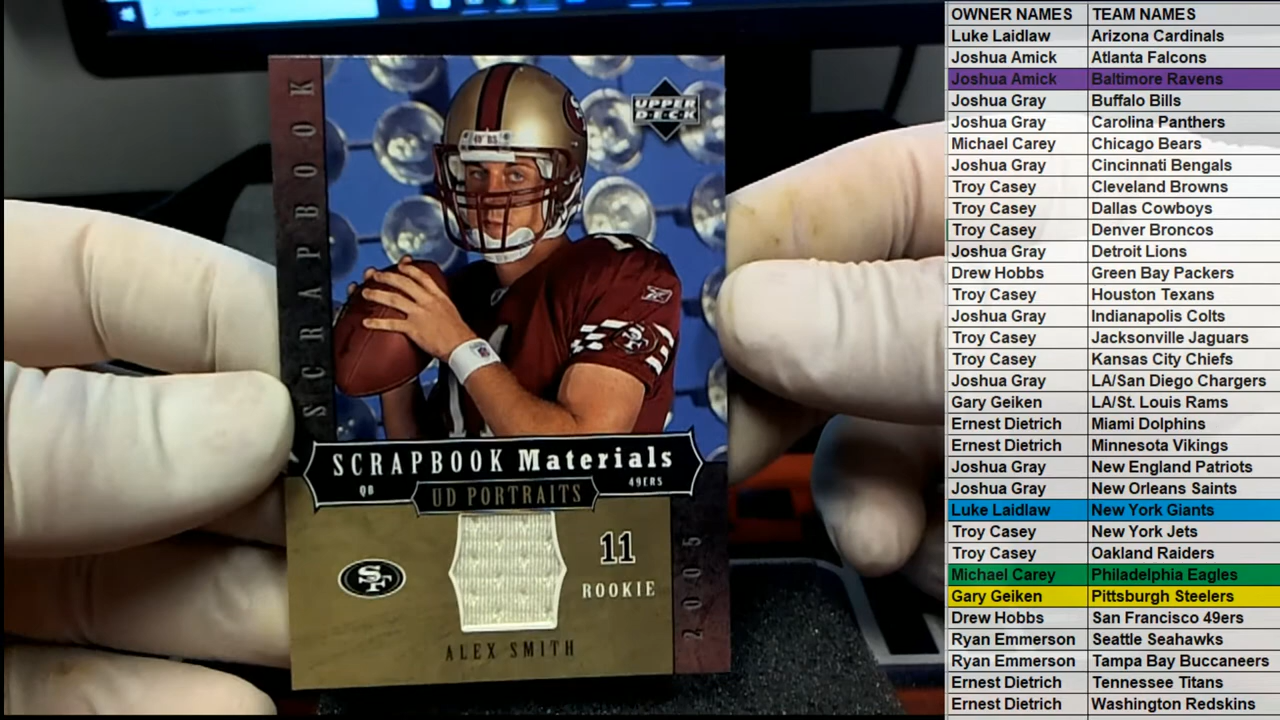 SCRAPBOOK
UPPER
DECK
SCRAPBOOK Materials
QB
49ERS
UD PORTRAITS
SF
11
ROOKIE
2005
ALEX SMITH
OWNER NAMES TEAM NAMES
Luke Laidlaw Arizona Cardinals
Joshua Amick Atlanta Falcons
Joshua Amick Baltimore Ravens
Joshua Gray Buffalo Bills
Joshua Gray Carolina Panthers
Michael Carey Chicago Bears
Joshua Gray Cincinnati Bengals
Troy Casey Cleveland Browns
Troy Casey Dallas Cowboys
Troy Casey Denver Broncos
Joshua Gray Detroit Lions
Drew Hobbs Green Bay Packers
Troy Casey Houston Texans
Joshua Gray Indianapolis Colts
Troy Casey Jacksonville Jaguars
Troy Casey Kansas City Chiefs
Joshua Gray LA/San Diego Chargers
Gary Geiken LA/St. Louis Rams
Ernest Dietrich Miami Dolphins
Ernest Dietrich Minnesota Vikings
Joshua Gray New England Patriots
Joshua Gray New Orleans Saints
Luke Laidlaw New York Giants
Troy Casey New York Jets
Troy Casey Oakland Raiders
Michael Carey Philadelphia Eagles
Gary Geiken Pittsburgh Steelers
Drew Hobbs San Francisco 49ers
Ryan Emmerson Seattle Seahawks
Ryan Emmerson Tampa Bay Buccaneers
Ernest Dietrich Tennessee Titans
Ernest Dietrich Washington Redskins